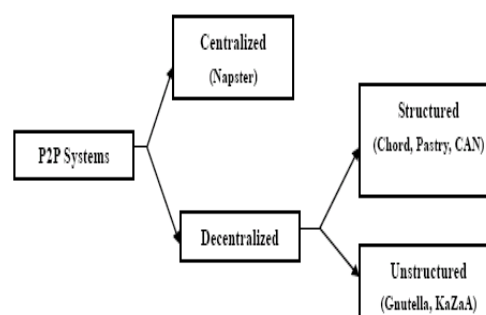 Centralized
(Napster)
Structured
(Chord, Pastry, CAN)
P2P Systems
Decentralized
Unstructured
(Gnutella, KaZaA)